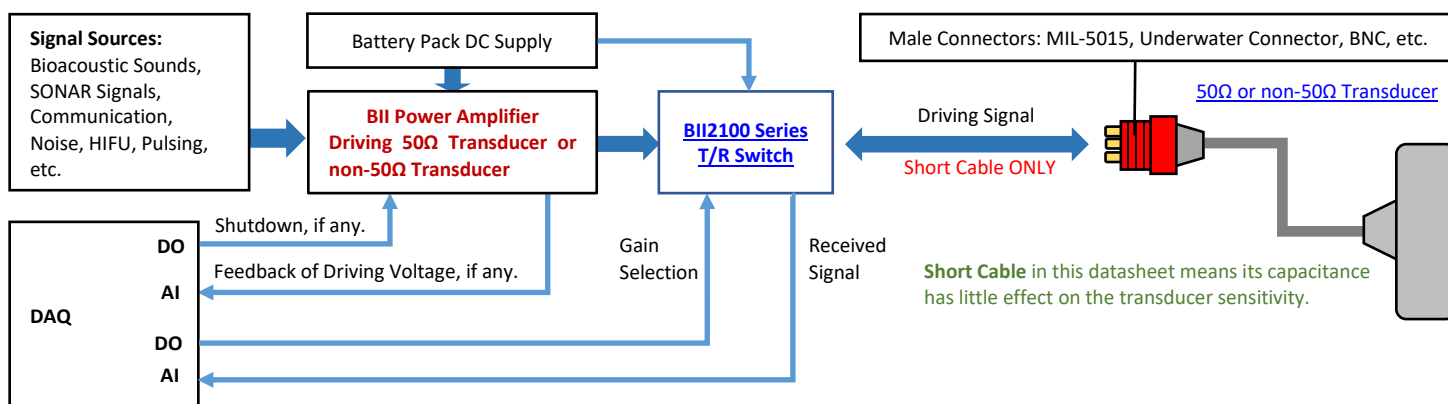 Signal Sources:
Bioacoustic Sounds,
SONAR Signals,
Communication,
Noise, HIFU, Pulsing,
etc.
Battery Pack DC Supply
BII Power Amplifier
Driving 50Ω Transducer or
non-50Ω Transducer
BII2100 Series
T/R Switch
Male Connectors: MIL-5015, Underwater Connector, BNC, etc.
50Ω or non-50Ω Transducer
Driving Signal
Short Cable ONLY
Shutdown, if any.
Feedback of Driving Voltage, if any.
Gain
Selection
Received
Signal
Short Cable in this datasheet means its capacitance
has little effect on the transducer sensitivity.
DAQ
DO
AI
DO
AI